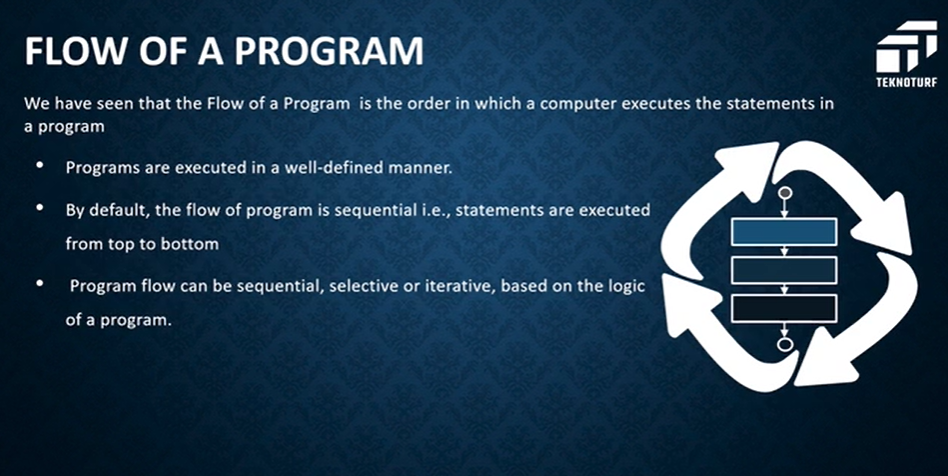 FLOW OF A PROGRAM
TEKNOTURF
We have seen that the Flow of a Program is the order in which a computer executes the statements in
a program
• Programs are executed in a well-defined manner.
• By default, the flow of program is sequential i.e., statements are executed
from top to bottom
• Program flow can be sequential, selective or iterative, based on the logic
of a program.